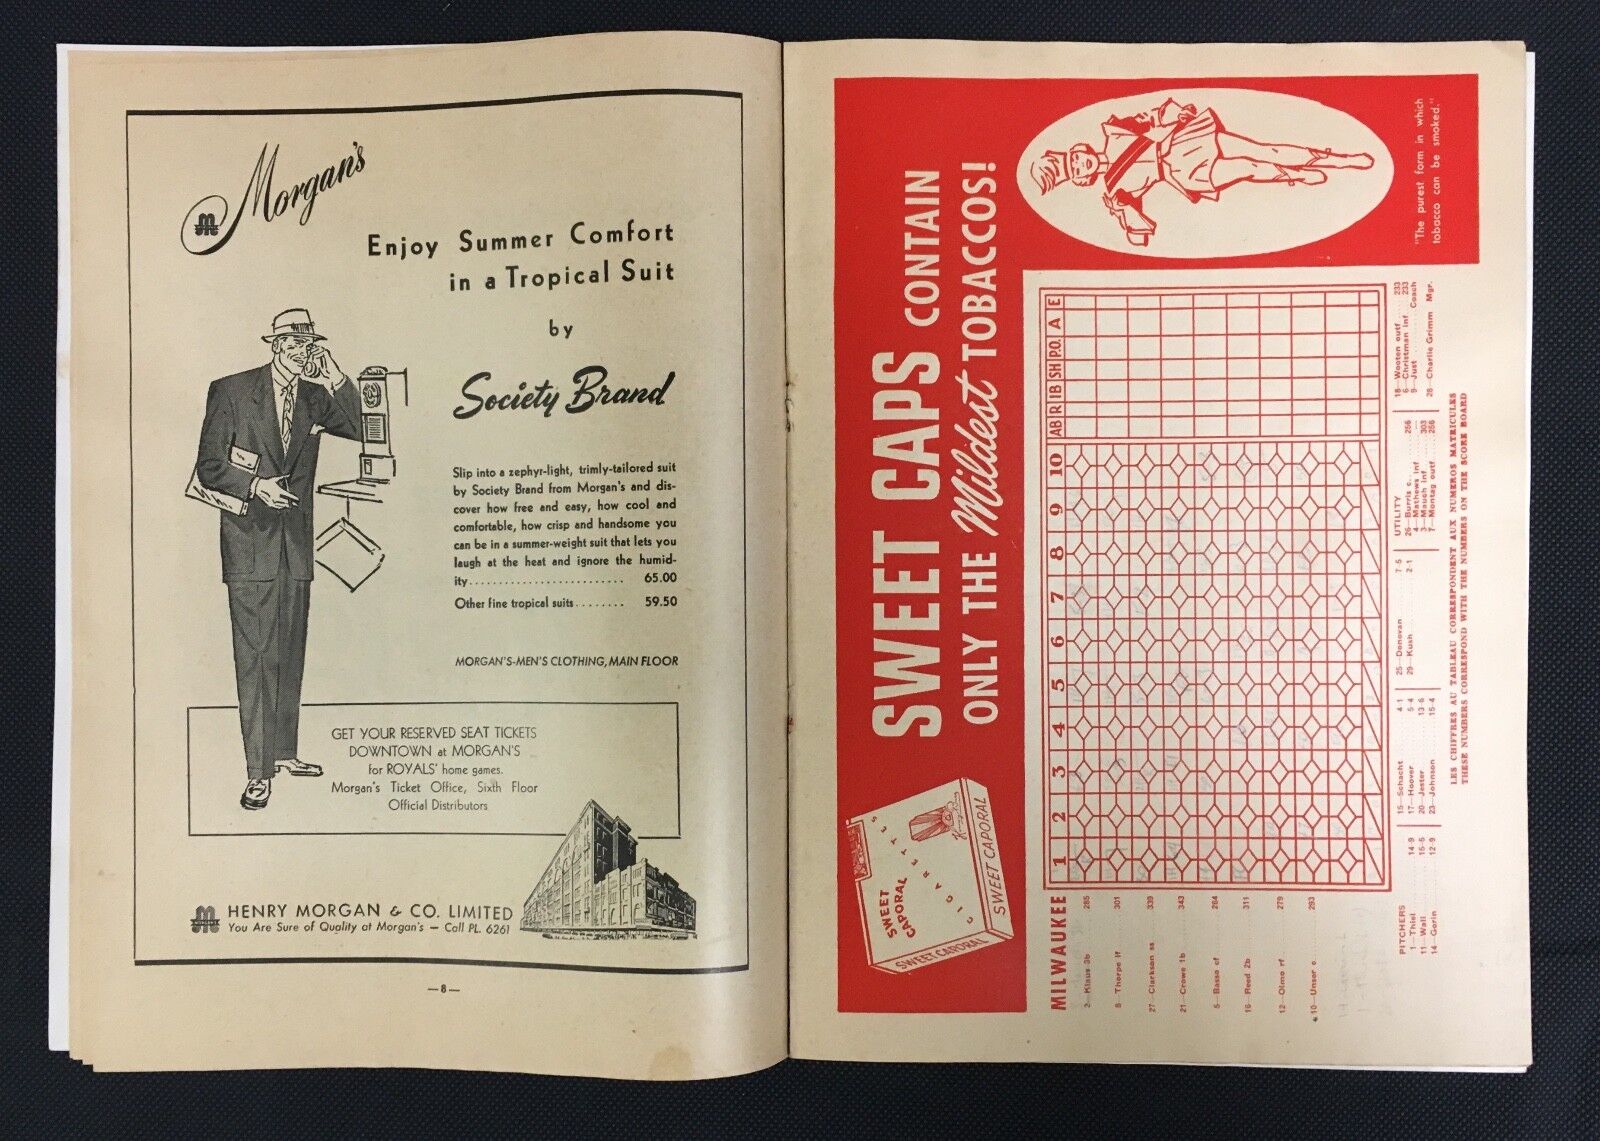 Morgan's
Enjoy Summer Comfort
in a Tropical Suit
by
Society Brand
Slip into a zephyr-light, trimly-tailored suit
by Society Brand from Morgan's and dis-
cover how free and easy, how cool and
comfortable, how crisp and handsome you
can be in a summer-weight suit that lets you
laugh at the heat and ignore the humid-
ity.......................... 65.00
Other fine tropical suits........ 59.50
MORGAN'S-MEN'S CLOTHING, MAIN FLOOR
GET YOUR RESERVED SEAT TICKETS
DOWNTOWN at MORGAN'S
for ROYALS' home games.
Morgan's Ticket Office, Sixth Floor
Official Distributors
HENRY MORGAN & CO. LIMITED
You Are Sure of Quality at Morgan's — Call PL. 6261
—8—
SWEET CAPS CONTAIN
ONLY THE Mildest TOBACCOS!
SWEET
CAPORAL
CIGARETTES
SWEET CAPORAL
SWEET CAPORAL
"The purest form in which
tobacco can be smoked."
MILWAUKEE 1 2 3 4 5 6 7 8 9 10 AB R 1B SH P.O. A E
2—Klaus 3b 285
8—Thorpe lf 301
27—Clarkson ss 339
21—Crowe 1b 343
5—Basso cf 284
16—Reed 2b 311
12—Olmo rf 279
10—Unser c. 293
PITCHERS
1—Thiel 14-9
11—Wall 15-5
14—Gorin 12-9
15—Schacht 4-1
17—Hoover 5-4
20—Jester 13-6
23—Johnson 15-4
25—Donovan 7-5
29—Kush 2-1
UTILITY
26—Burris c. 256
4—Mathews inf —
3—Mauch inf 303
7—Montag outf 256
18—Wooten outf 233
6—Christman inf 233
9—Just Coach
28—Charlie Grimm Mgr.
LES CHIFFRES AU TABLEAU CORRESPONDENT AUX NUMEROS MATRICULES
THESE NUMBERS CORRESPOND WITH THE NUMBERS ON THE SCORE BOARD